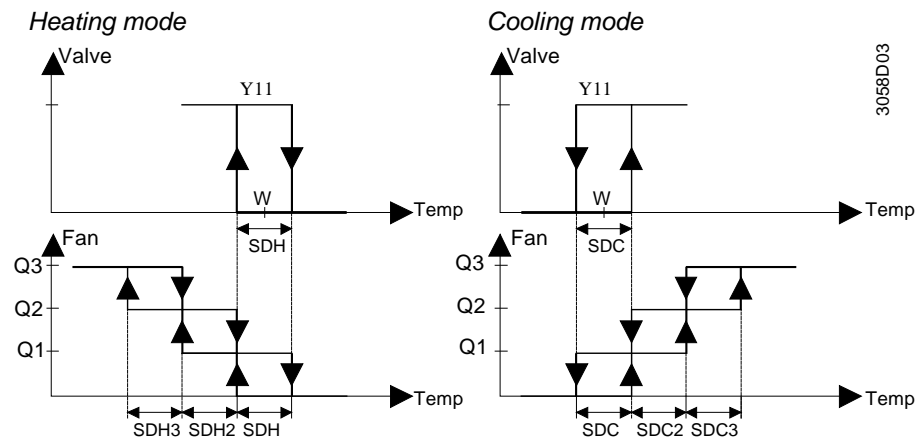 Heating mode
Valve
Y11
W
Temp
SDH
Fan
Q3
Q2
Q1
Temp
SDH3 SDH2 SDH
Cooling mode
Valve
Y11
W
Temp
SDC
Fan
Q3
Q2
Q1
Temp
SDC SDC2 SDC3
3058D03